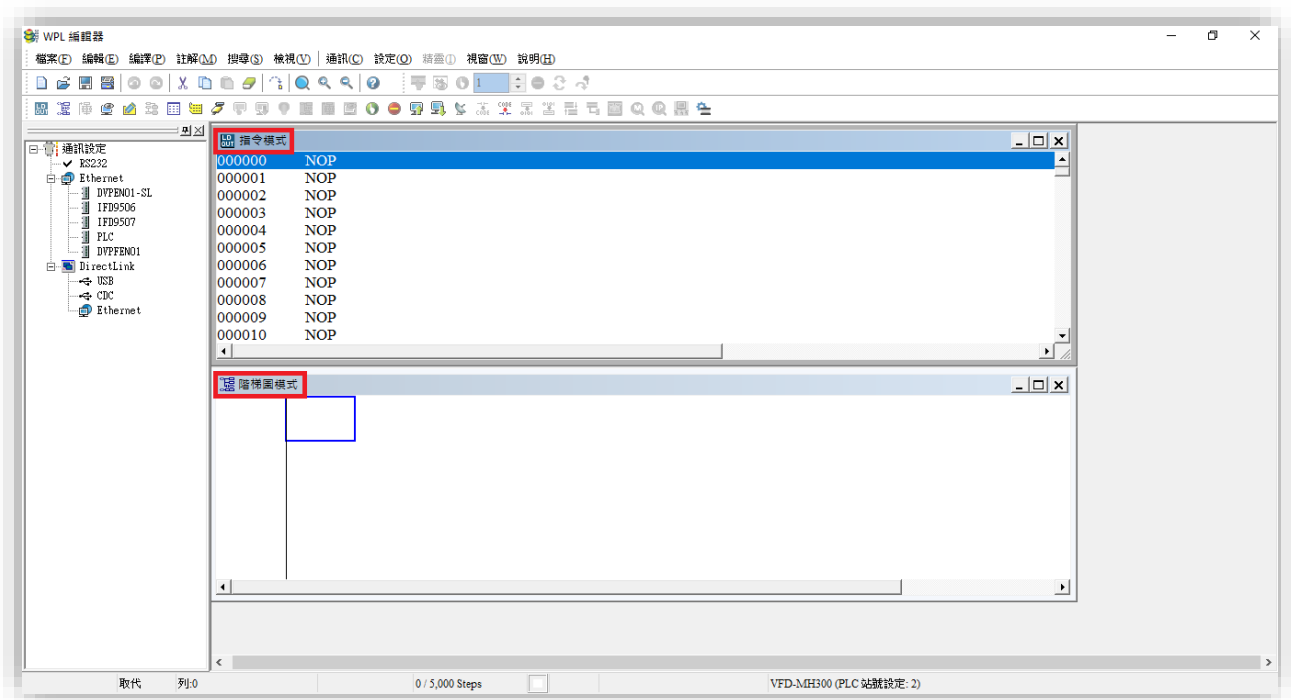 WPL 編輯器
檔案(F) 編輯(E) 編譯(P) 註解(M) 搜尋(S) 檢視(V) 通訊(C) 設定(O) 精靈(I) 視窗(W) 說明(H)
1
通訊設定
RS232
Ethernet
DVPEN01-SL
IFD9506
IFD9507
PLC
DVPFEN01
DirectLink
USB
CDC
Ethernet
指令模式
000000 NOP
000001 NOP
000002 NOP
000003 NOP
000004 NOP
000005 NOP
000006 NOP
000007 NOP
000008 NOP
000009 NOP
000010 NOP
階梯圖模式
取代 列:0 0 / 5,000 Steps VFD-MH300 (PLC 站號設定: 2)